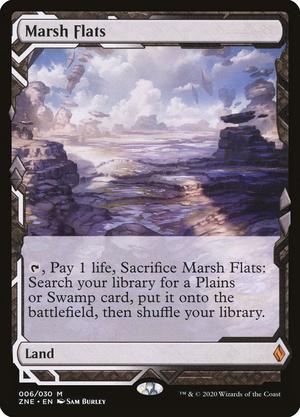 Marsh Flats
, Pay 1 life, Sacrifice Marsh Flats:
Search your library for a Plains
or Swamp card, put it onto the
battlefield, then shuffle your library.
Land
006/030 M
ZNE • EN SAM BURLEY
™ & © 2020 Wizards of the Coast